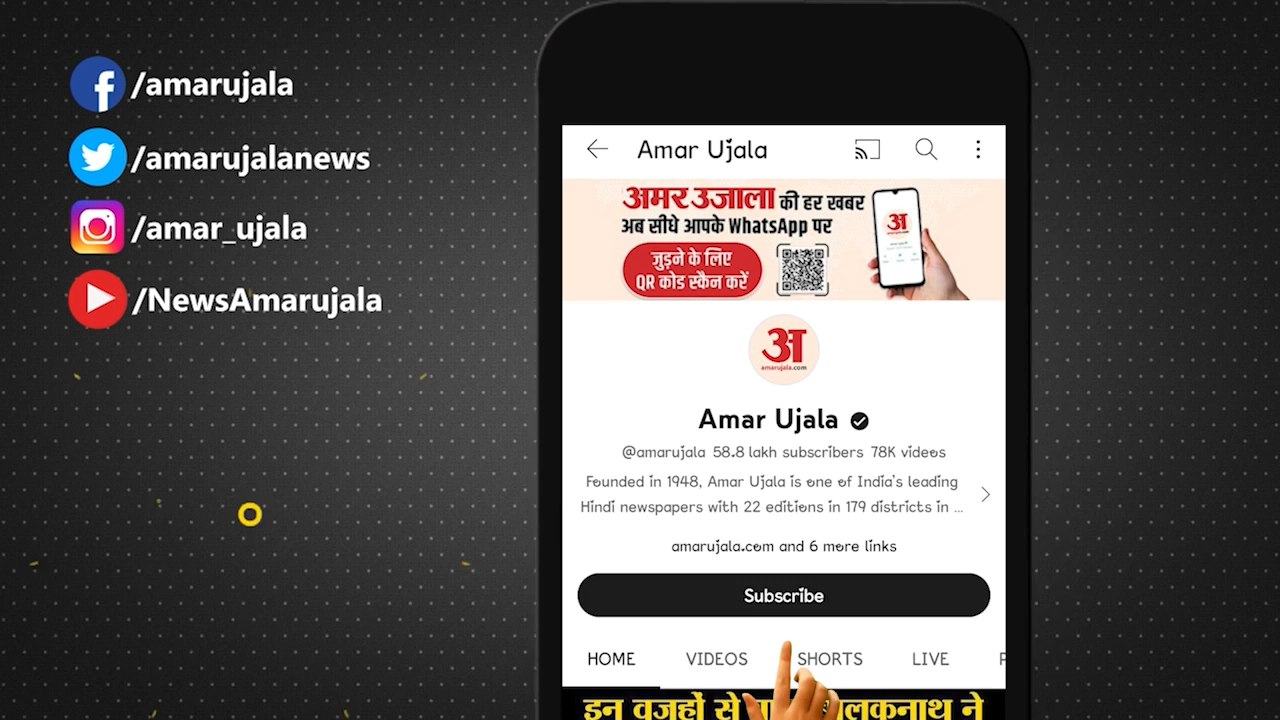 /amarujala
/amarujalanews
/amar_ujala
/NewsAmarujala
Amar Ujala
अमर उजाला की हर खबर
अब सीधे आपके WhatsApp पर
जुड़ने के लिए
QR कोड स्कैन करें
अ
अ
amarujala.com
Amar Ujala
@amarujala 58.8 lakh subscribers 78K videos
Founded in 1948, Amar Ujala is one of India's leading
Hindi newspapers with 22 editions in 179 districts in ...
amarujala.com and 6 more links
Subscribe
HOME VIDEOS SHORTS LIVE
इन वजहों से ने